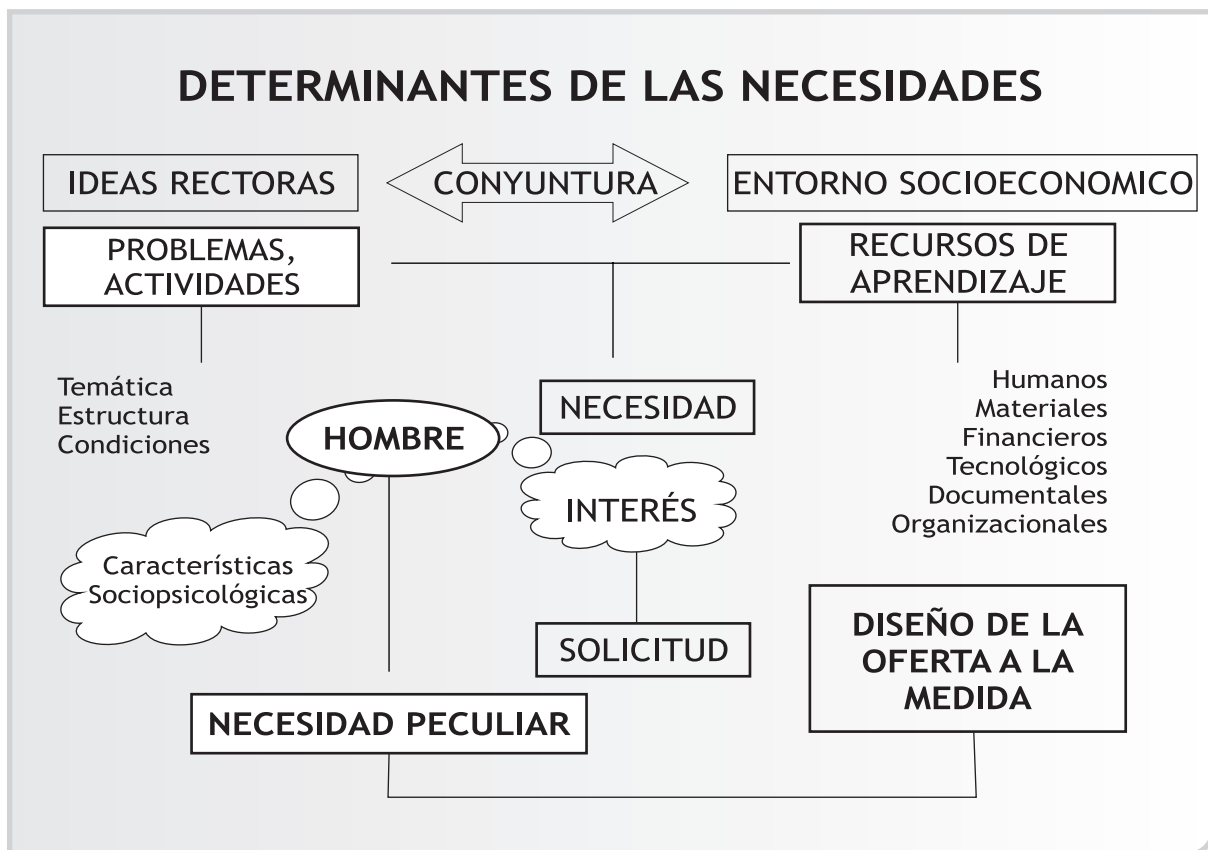 DETERMINANTES DE LAS NECESIDADES
IDEAS RECTORAS
CONYUNTURA
ENTORNO SOCIOECONOMICO
PROBLEMAS,
ACTIVIDADES
RECURSOS DE
APRENDIZAJE
Temática
Estructura
Condiciones
HOMBRE
NECESIDAD
Humanos
Materiales
Financieros
Tecnológicos
Documentales
Organizacionales
INTERÉS
Características
Sociopsicológicas
SOLICITUD
DISEÑO DE LA
OFERTA A LA
MEDIDA
NECESIDAD PECULIAR